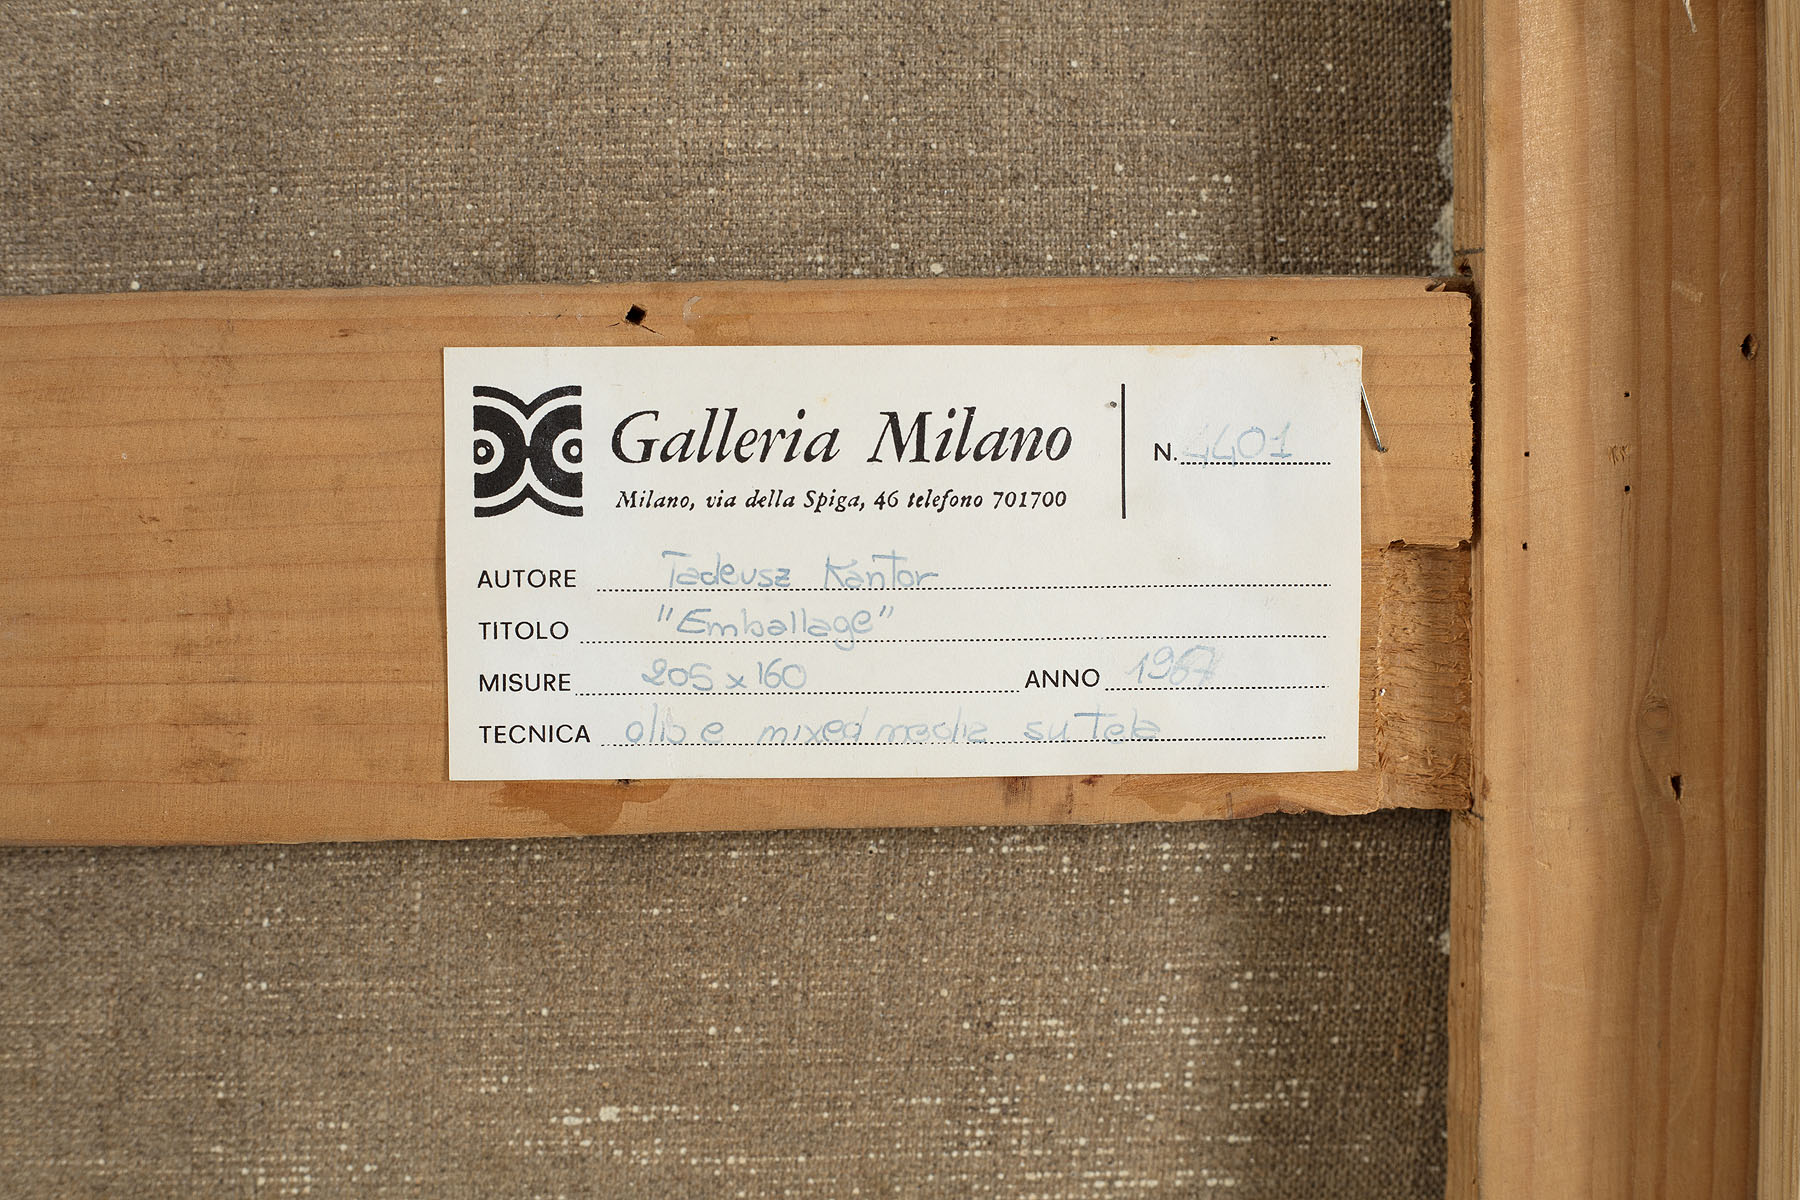 Galleria Milano
Milano, via della Spiga, 46 telefono 701700
N. 4401
AUTORE Tadeusz Kantor
TITOLO "Emballage"
MISURE 205 x 160 ANNO 1967
TECNICA olio e mixed media su tela